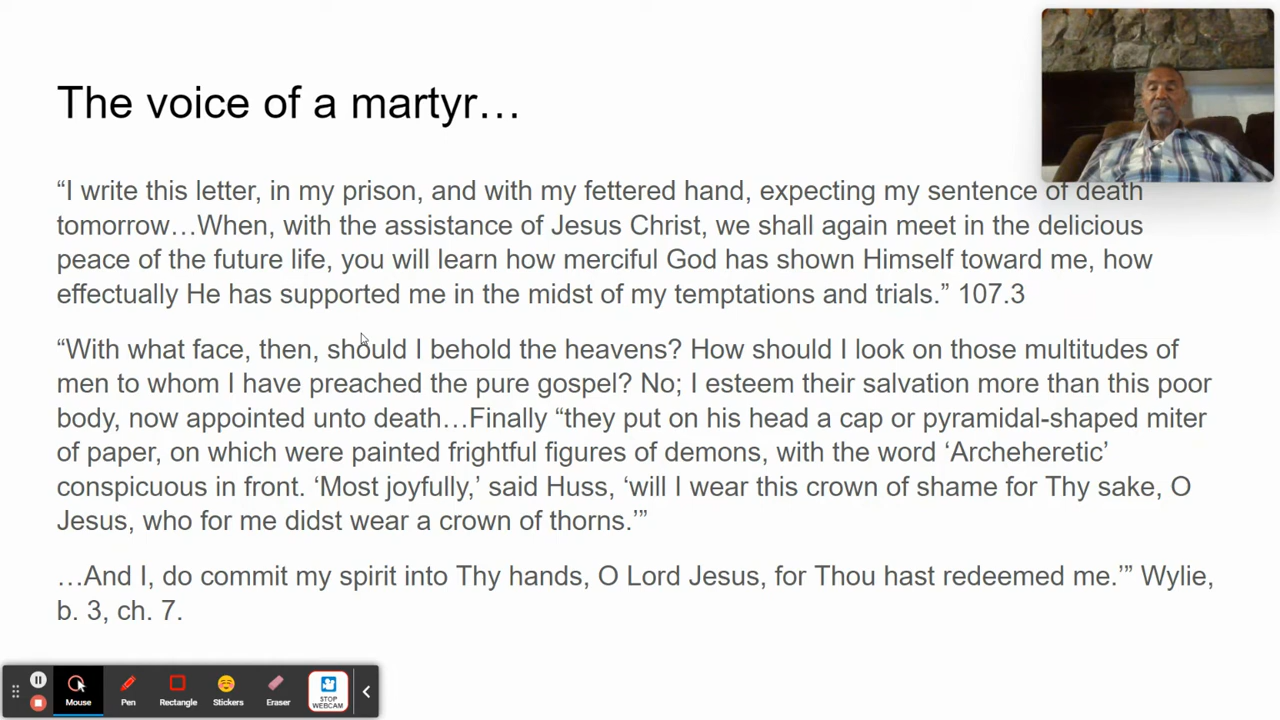 The voice of a martyr…
“I write this letter, in my prison, and with my fettered hand, expecting my sentence of death
tomorrow…When, with the assistance of Jesus Christ, we shall again meet in the delicious
peace of the future life, you will learn how merciful God has shown Himself toward me, how
effectually He has supported me in the midst of my temptations and trials.” 107.3
“With what face, then, should I behold the heavens? How should I look on those multitudes of
men to whom I have preached the pure gospel? No; I esteem their salvation more than this poor
body, now appointed unto death…Finally “they put on his head a cap or pyramidal-shaped miter
of paper, on which were painted frightful figures of demons, with the word ‘Archeheretic’
conspicuous in front. ‘Most joyfully,’ said Huss, ‘will I wear this crown of shame for Thy sake, O
Jesus, who for me didst wear a crown of thorns.’”
…And I, do commit my spirit into Thy hands, O Lord Jesus, for Thou hast redeemed me.’” Wylie,
b. 3, ch. 7.
Mouse Pen Rectangle Stickers Eraser STOP
WEBCAM